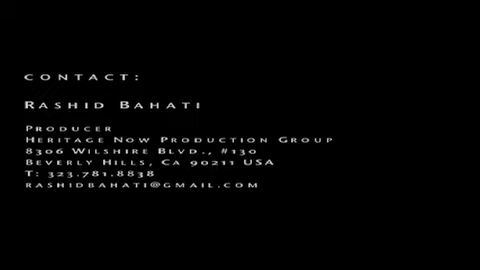 CONTACT:
RASHID BAHATI
PRODUCER
HERITAGE NOW PRODUCTION GROUP
8306 WILSHIRE BLVD., #130
BEVERLY HILLS, CA 90211 USA
T: 323.781.8838
RASHIDBAHATI@GMAIL.COM